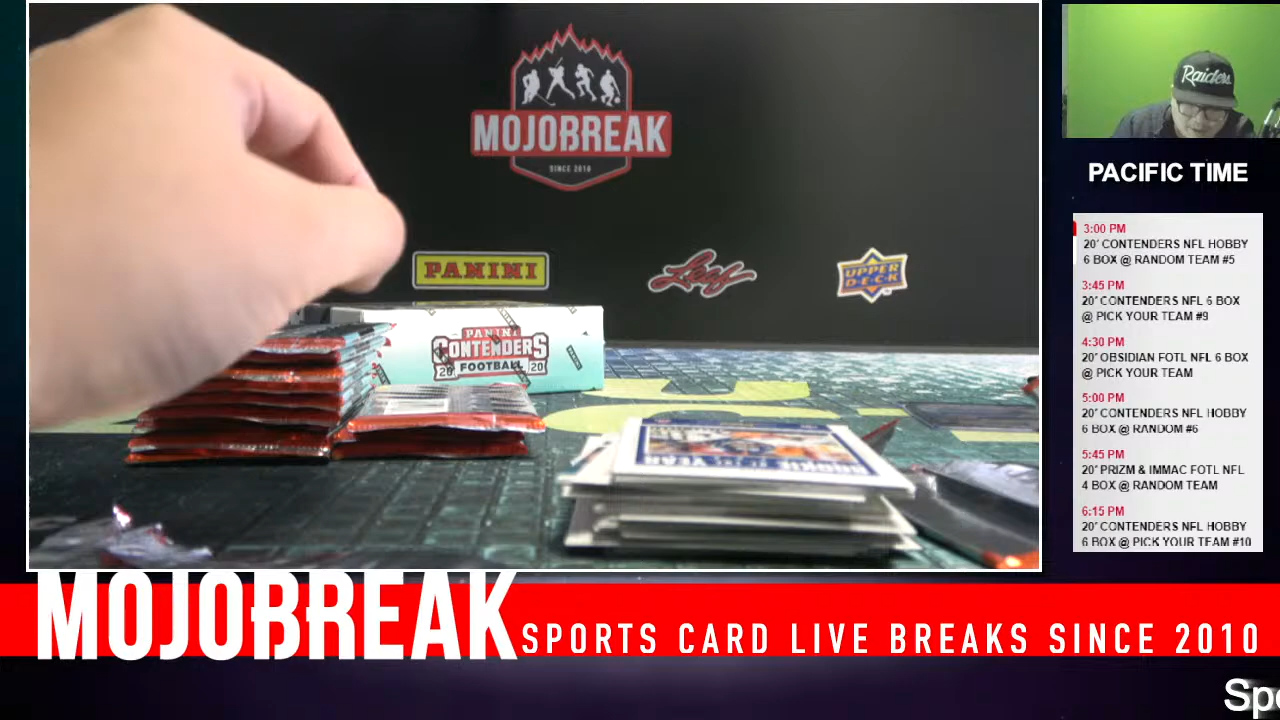 MOJOBREAK
SINCE 2010
PANINI
Leaf
UPPER
DECK
PANINI
CONTENDERS
FOOTBALL
20 20
ROOKIE OF THE YEAR
Raiders
PACIFIC TIME
3:00 PM
20' CONTENDERS NFL HOBBY
6 BOX @ RANDOM TEAM #5
3:45 PM
20' CONTENDERS NFL 6 BOX
@ PICK YOUR TEAM #9
4:30 PM
20' OBSIDIAN FOTL NFL 6 BOX
@ PICK YOUR TEAM
5:00 PM
20' CONTENDERS NFL HOBBY
6 BOX @ RANDOM #6
5:45 PM
20' PRIZM & IMMAC FOTL NFL
4 BOX @ RANDOM TEAM
6:15 PM
20' CONTENDERS NFL HOBBY
6 BOX @ PICK YOUR TEAM #10
MOJOBREAK
SPORTS CARD LIVE BREAKS SINCE 2010